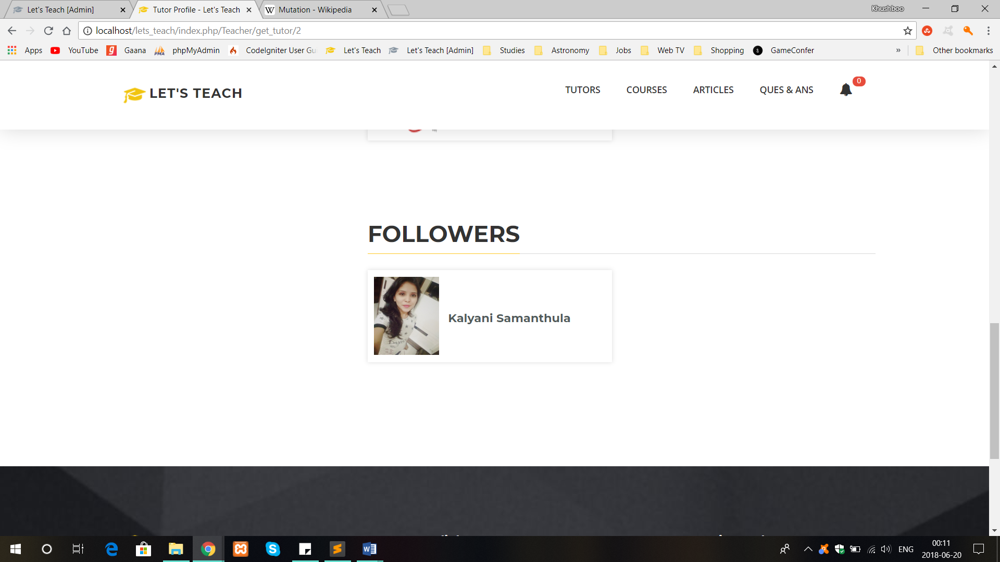 Let's Teach [Admin]
Tutor Profile - Let's Teach
Mutation - Wikipedia
Khushboo
localhost/lets_teach/index.php/Teacher/get_tutor/2
Apps
YouTube
Gaana
phpMyAdmin
CodeIgniter User Gu
Let's Teach
Let's Teach [Admin]
Studies
Astronomy
Jobs
Web TV
Shopping
GameConfer
»
Other bookmarks
LET'S TEACH
TUTORS
COURSES
ARTICLES
QUES & ANS
0
FOLLOWERS
Kalyani Samanthula
ENG
00:11
2018-06-20